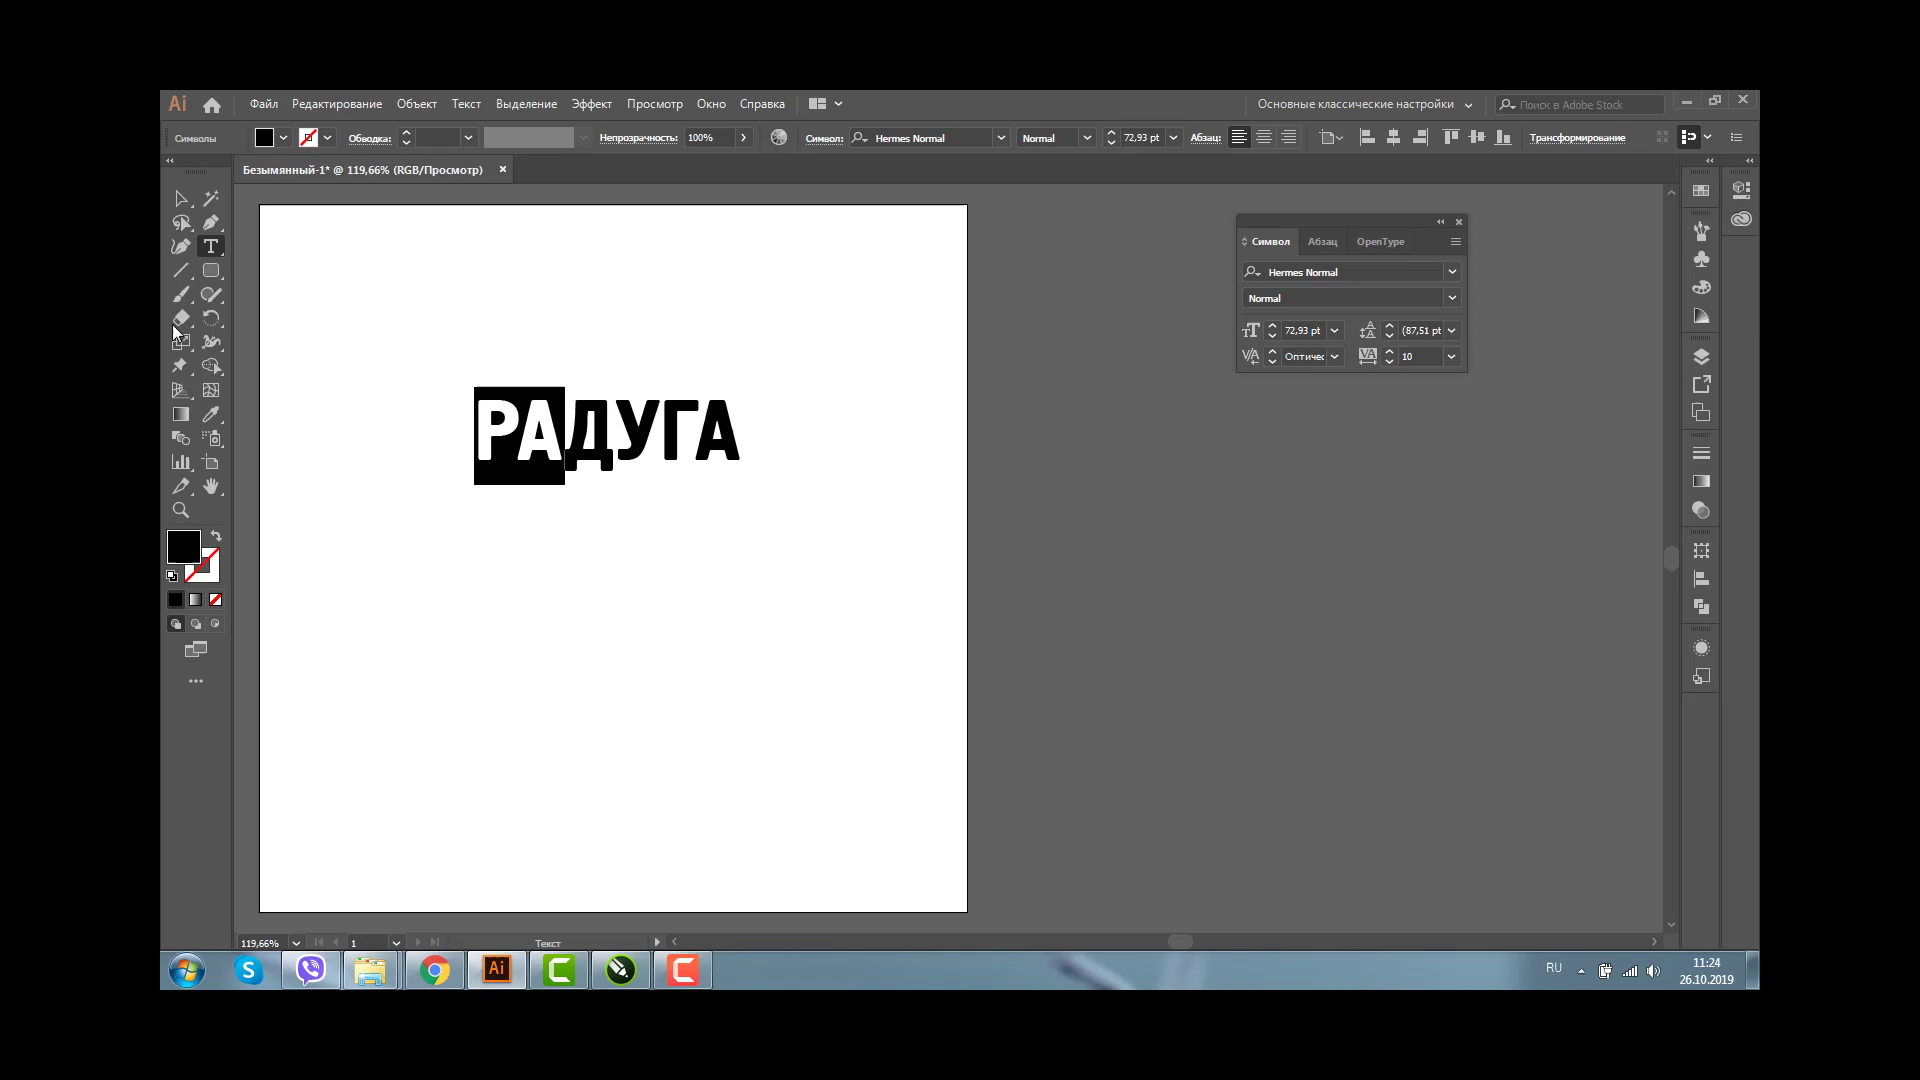 Ai Файл Редактирование Объект Текст Выделение Эффект Просмотр Окно Справка Основные классические настройки Поиск в Adobe Stock
Символы Обводка: Непрозрачность: 100% Символ: Hermes Normal Normal 72,93 pt Абзац: Трансформирование
Безымянный-1* @ 119,66% (RGB/Просмотр)
Символ Абзац OpenType
Hermes Normal
Normal
72,93 pt (87,51 pt
Оптичес 10
РАДУГА
119,66% 1 Текст
RU 11:24
26.10.2019